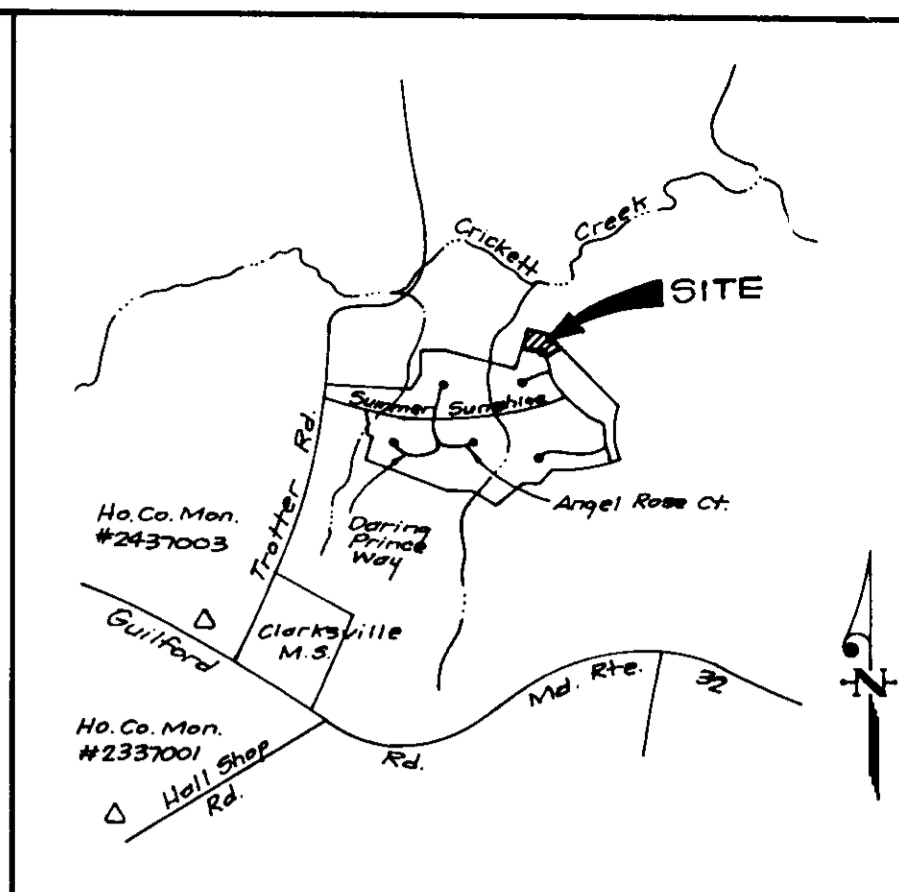 Crickett Creek
SITE
Summer Sunshine
Trotter Rd.
Angel Rose Ct.
Daring
Prince
Way
Ho. Co. Mon.
#2437003
Clarksville
M.S.
Guilford Rd.
Md. Rte. 32
Ho. Co. Mon.
#2337001
Hall Shop
Rd.
N